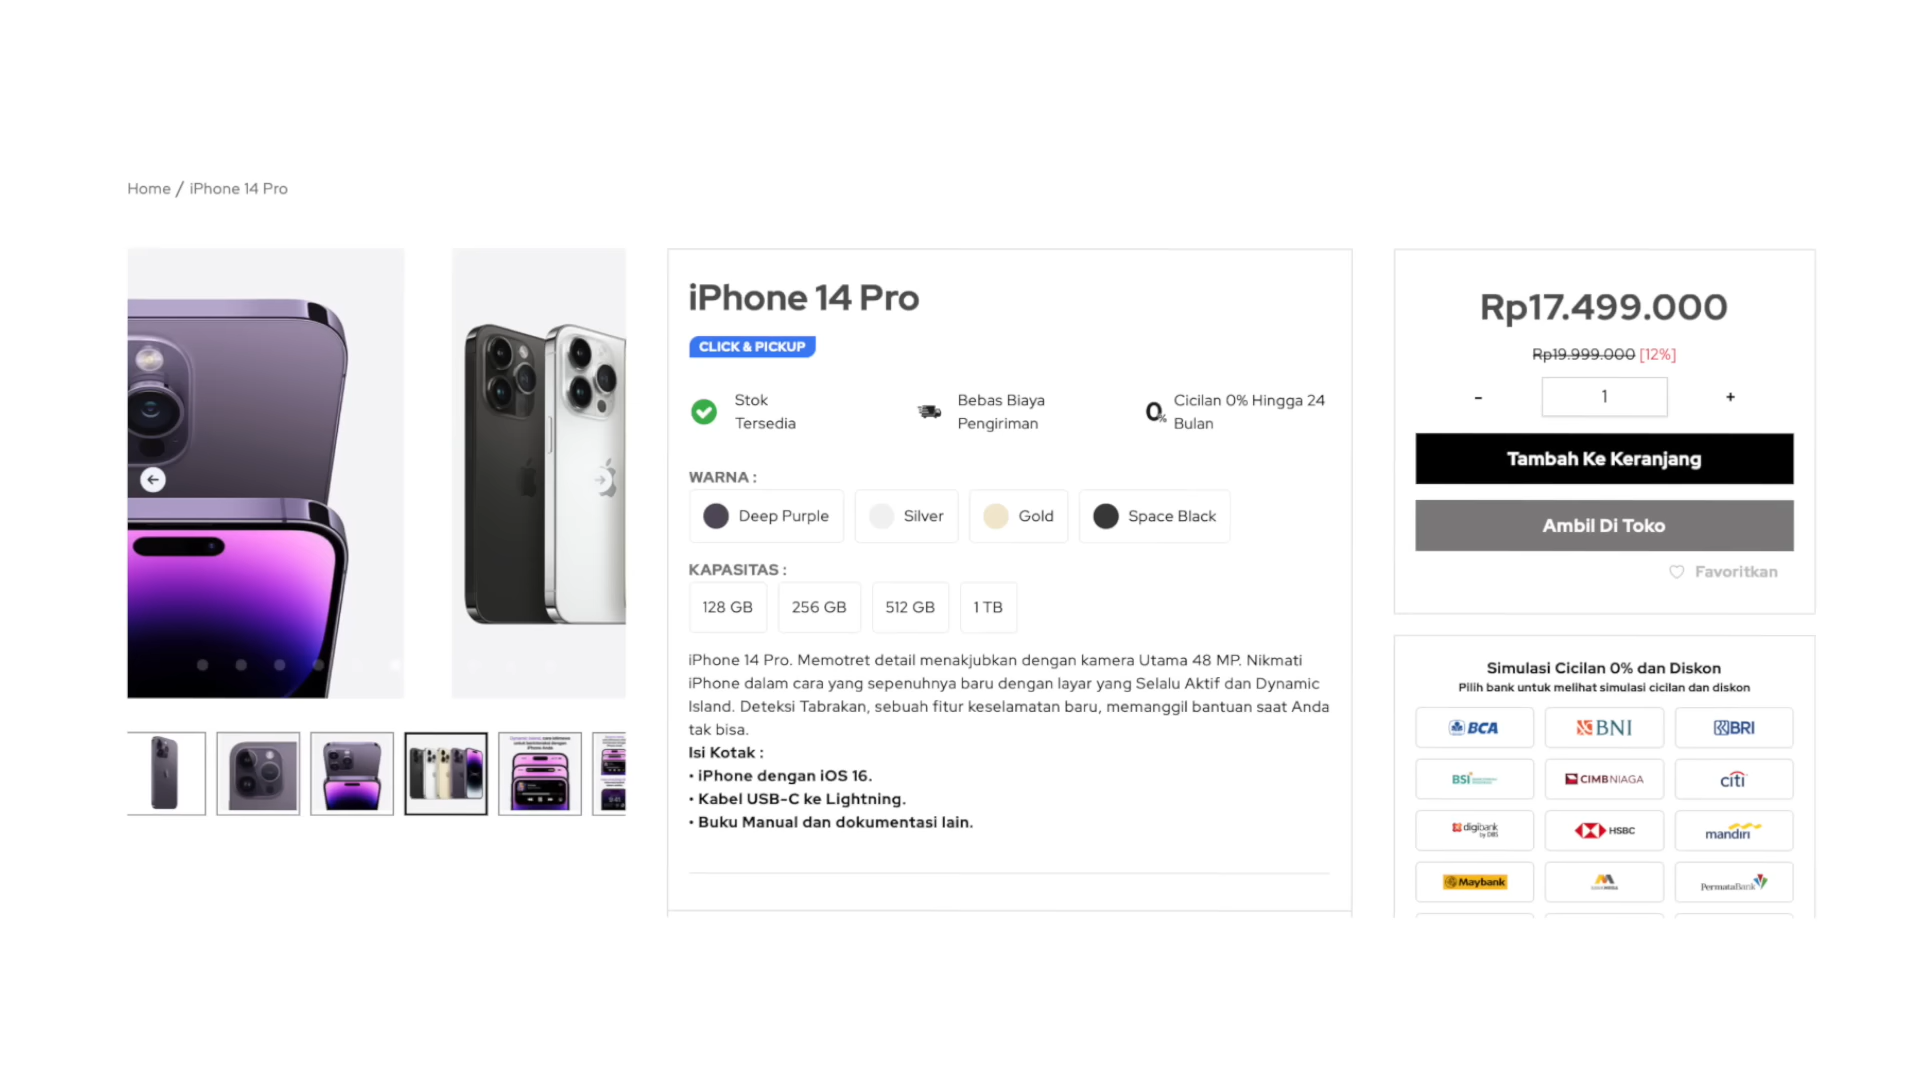 Home / iPhone 14 Pro
iPhone 14 Pro
CLICK & PICKUP
Stok
Tersedia
Bebas Biaya
Pengiriman
0%
Cicilan 0% Hingga 24
Bulan
WARNA :
Deep Purple
Silver
Gold
Space Black
KAPASITAS :
128 GB
256 GB
512 GB
1 TB
iPhone 14 Pro. Memotret detail menakjubkan dengan kamera Utama 48 MP. Nikmati
iPhone dalam cara yang sepenuhnya baru dengan layar yang Selalu Aktif dan Dynamic
Island. Deteksi Tabrakan, sebuah fitur keselamatan baru, memanggil bantuan saat Anda
tak bisa.
Isi Kotak :
• iPhone dengan iOS 16.
• Kabel USB-C ke Lightning.
• Buku Manual dan dokumentasi lain.
Rp17.499.000
Rp19.999.000 [12%]
- 1 +
Tambah Ke Keranjang
Ambil Di Toko
Favoritkan
Simulasi Cicilan 0% dan Diskon
Pilih bank untuk melihat simulasi cicilan dan diskon
BCA
BNI
BRI
BSI
CIMB NIAGA
citi
digibank
by DBS
HSBC
mandiri
Maybank
PermataBank